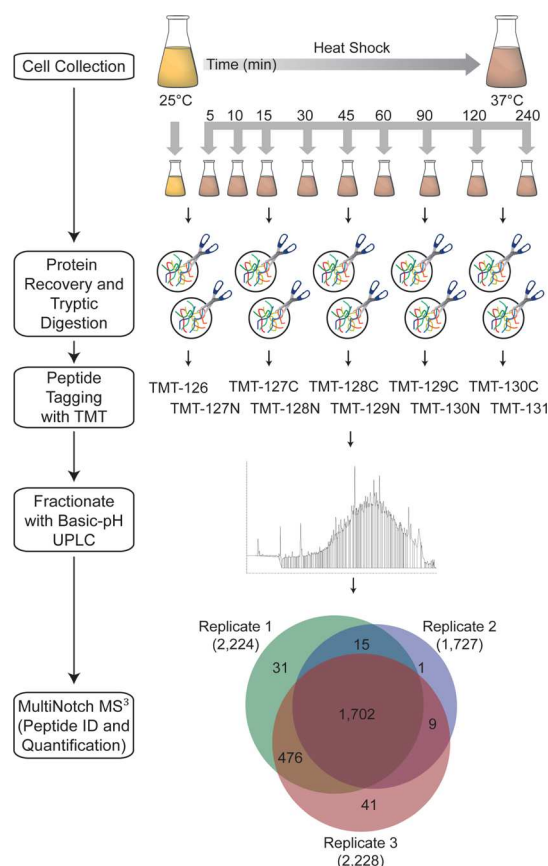 Cell Collection
Heat Shock
Time (min)
25°C
37°C
5 10 15 30 45 60 90 120 240
Protein
Recovery and
Tryptic
Digestion
Peptide
Tagging
with TMT
TMT-126 TMT-127C TMT-128C TMT-129C TMT-130C
TMT-127N TMT-128N TMT-129N TMT-130N TMT-131
Fractionate
with Basic-pH
UPLC
MultiNotch MS³
(Peptide ID and
Quantification)
Replicate 1
(2,224)
Replicate 2
(1,727)
15
31
1
1,702
9
476
41
Replicate 3
(2,228)